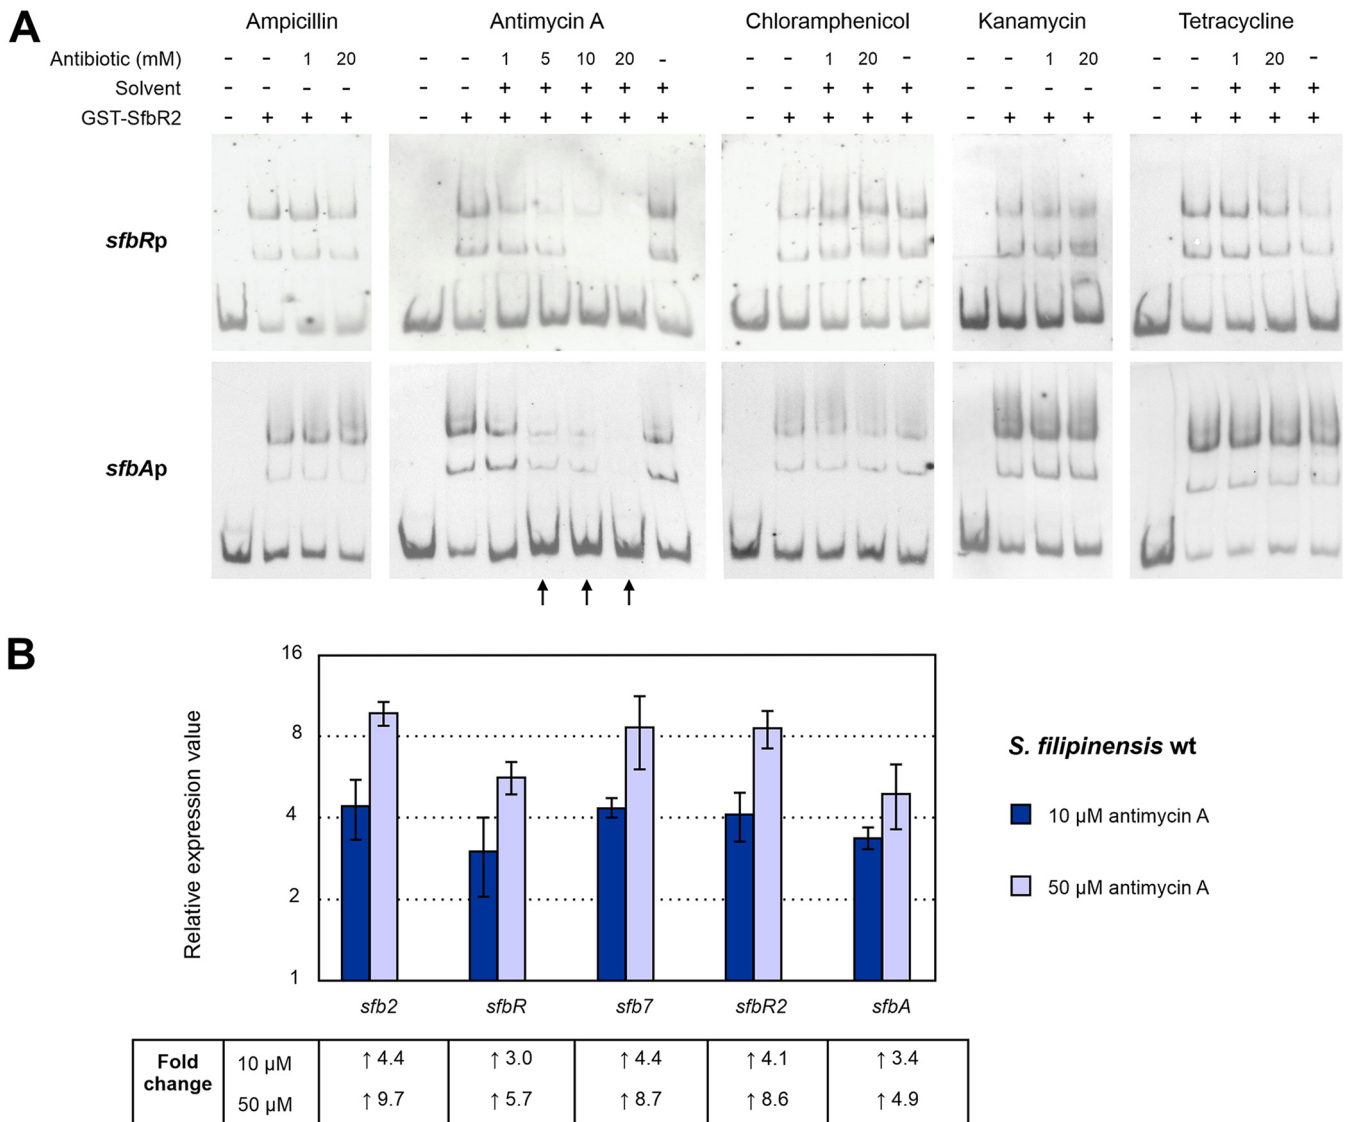 A
Ampicillin Antimycin A Chloramphenicol Kanamycin Tetracycline
Antibiotic (mM) - - 1 20 - - 1 5 10 20 - - - 1 20 - - - 1 20 - - 1 20 -
Solvent - - - - - - + + + + + - - + + + - - - - - - + + +
GST-SfbR2 - + + + - + + + + + + - + + + + - + + + - + + + +
sfbRp
sfbAp
B
Relative expression value
16
8
4
2
1
sfb2 sfbR sfb7 sfbR2 sfbA
S. filipinensis wt
10 µM antimycin A
50 µM antimycin A
Fold change
10 µM ↑ 4.4 ↑ 3.0 ↑ 4.4 ↑ 4.1 ↑ 3.4
50 µM ↑ 9.7 ↑ 5.7 ↑ 8.7 ↑ 8.6 ↑ 4.9